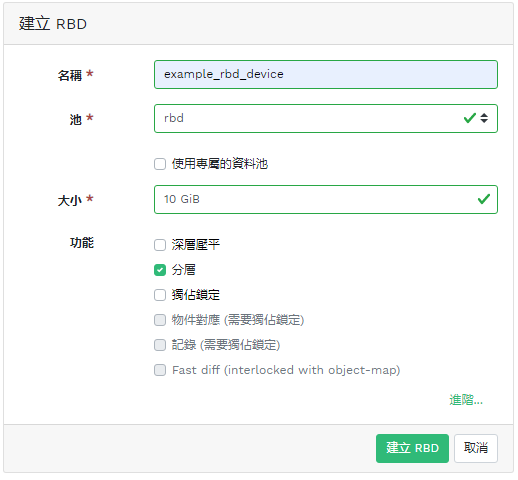 建立 RBD
名稱 *
example_rbd_device
池 *
rbd
使用專屬的資料池
大小 *
10 GiB
功能
深層壓平
分層
獨佔鎖定
物件對應 (需要獨佔鎖定)
記錄 (需要獨佔鎖定)
Fast diff (interlocked with object-map)
進階...
建立 RBD
取消